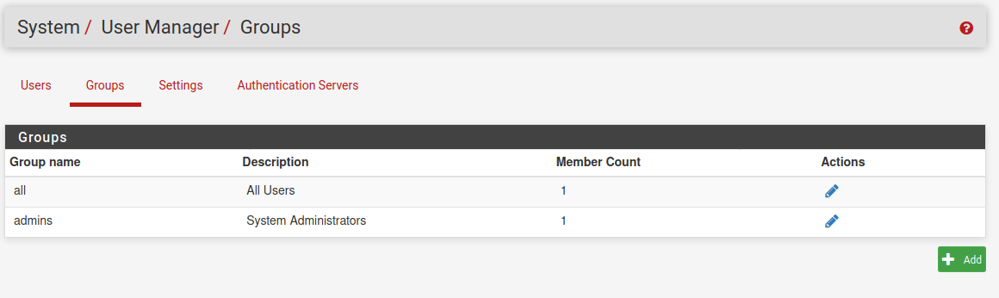 System / User Manager / Groups
Users Groups Settings Authentication Servers
Groups
Group name Description Member Count Actions
all All Users 1
admins System Administrators 1
Add